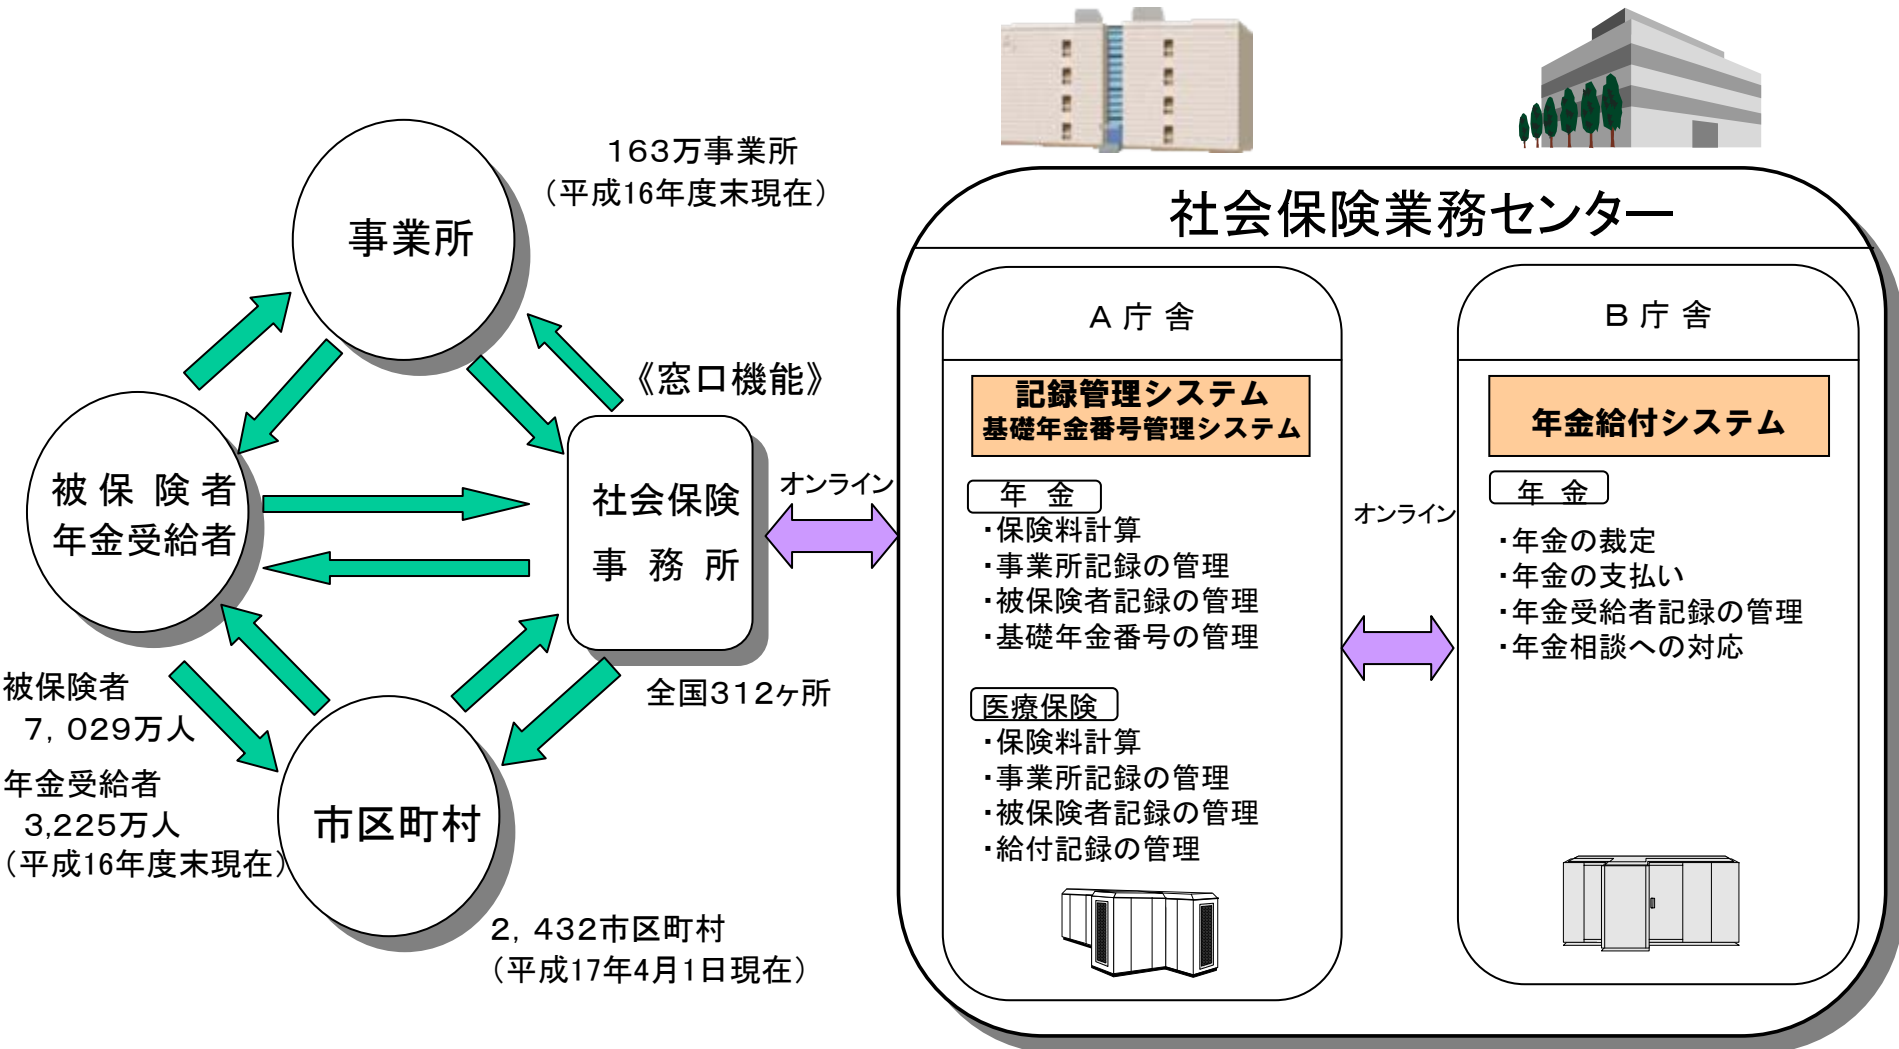 163万事業所
（平成16年度末現在）
事業所
《窓口機能》
被保険者
年金受給者
社会保険
事務所
オンライン
全国312ヶ所
被保険者
7，029万人
年金受給者
3,225万人
（平成16年度末現在）
市区町村
2，432市区町村
（平成17年4月1日現在）
社会保険業務センター
A庁舎
記録管理システム
基礎年金番号管理システム
年金
・保険料計算
・事業所記録の管理
・被保険者記録の管理
・基礎年金番号の管理
医療保険
・保険料計算
・事業所記録の管理
・被保険者記録の管理
・給付記録の管理
オンライン
B庁舎
年金給付システム
年金
・年金の裁定
・年金の支払い
・年金受給者記録の管理
・年金相談への対応